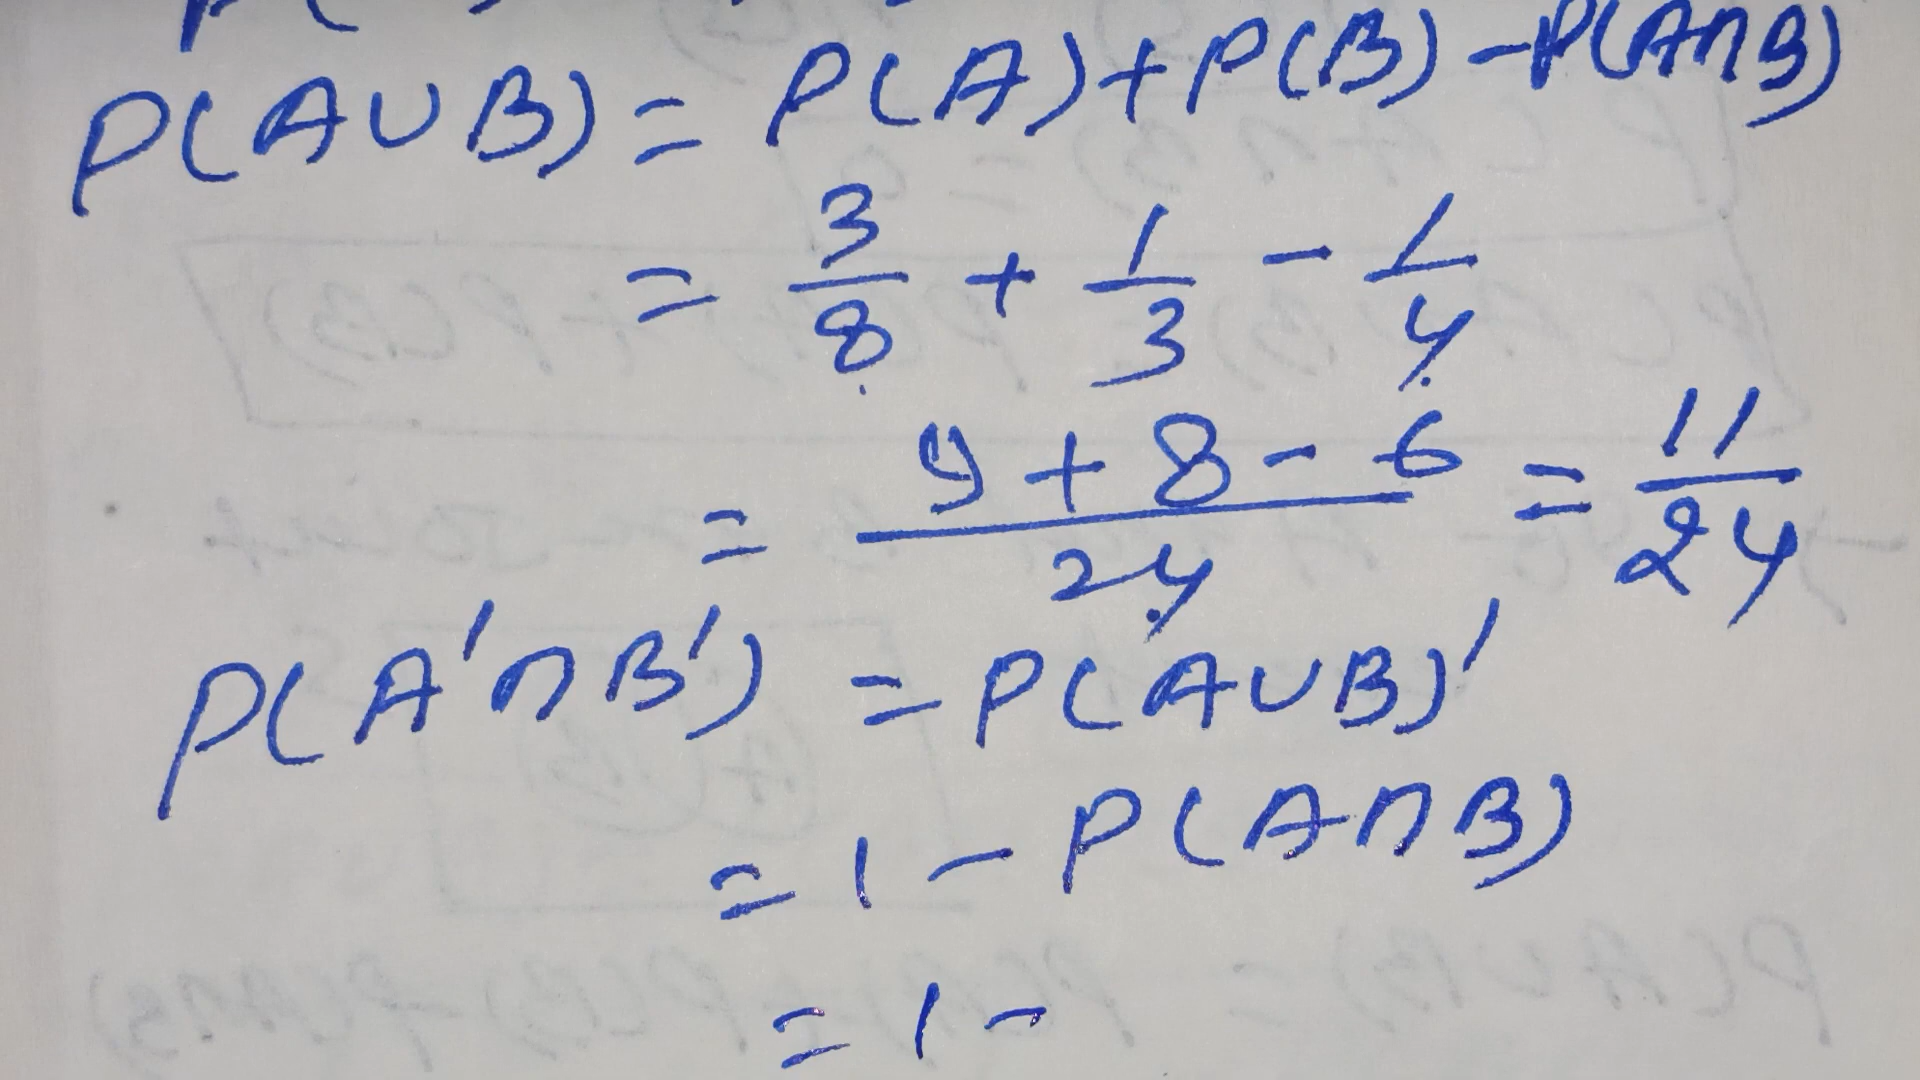 P(
P(A∪B) = P(A)+P(B)-P(A∩B)
= 3/8 + 1/3 - 1/4
= 9+8-6/24 = 11/24
P(A'∩B') = P(A∪B)'
= 1 - P(A∩B)
= 1 -